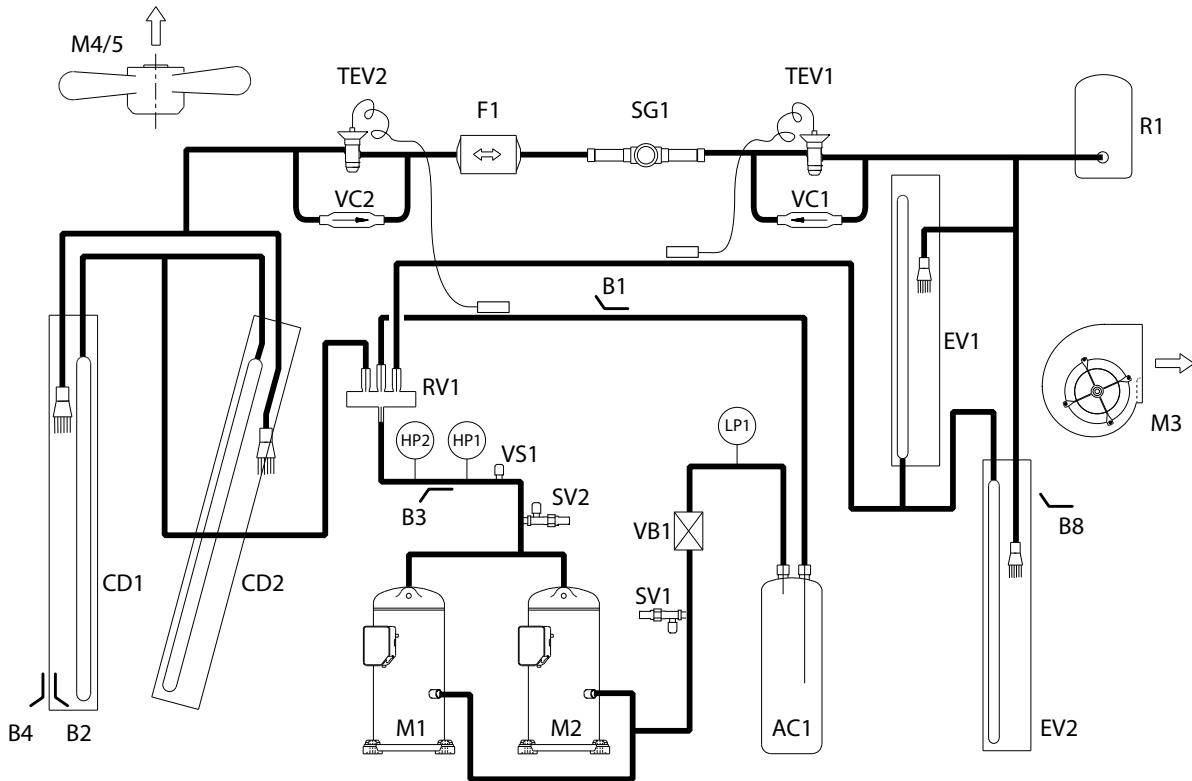 M4/5
TEV2
F1
SG1
TEV1
R1
VC2
VC1
B1
EV1
RV1
M3
HP2
HP1
VS1
LP1
B3
SV2
VB1
B8
CD1
CD2
SV1
B4
B2
M1
M2
AC1
EV2